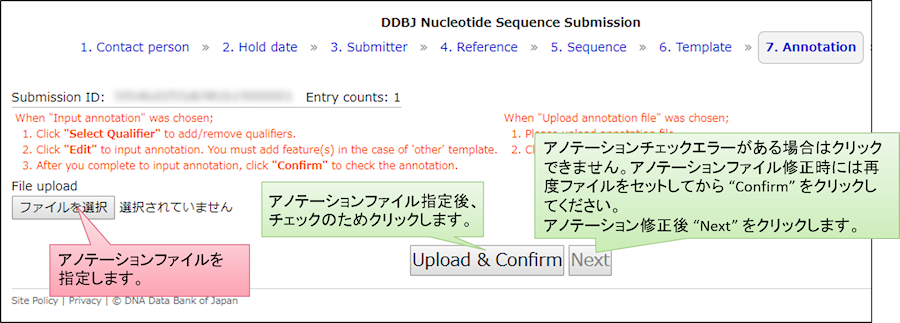 DDBJ Nucleotide Sequence Submission
1. Contact person » 2. Hold date » 3. Submitter » 4. Reference » 5. Sequence » 6. Template » 7. Annotation
Submission ID: Entry counts: 1
When "Input annotation" was chosen;
1. Click "Select Qualifier" to add/remove qualifiers.
2. Click "Edit" to input annotation. You must add feature(s) in the case of 'other' template.
3. After you complete to input annotation, click "Confirm" to check the annotation.
When "Upload annotation file" was chosen;
1. Please upload annotation file.
2.
アノテーションチェックエラーがある場合はクリック
できません。アノテーションファイル修正時には再
度ファイルをセットしてから “Confirm” をクリックし
てください。
アノテーション修正後 “Next” をクリックします。
File upload
ファイルを選択 選択されていません
アノテーションファイル指定後、
チェックのためクリックします。
アノテーションファイルを
指定します。
Upload & Confirm Next
Site Policy | Privacy | © DNA Data Bank of Japan